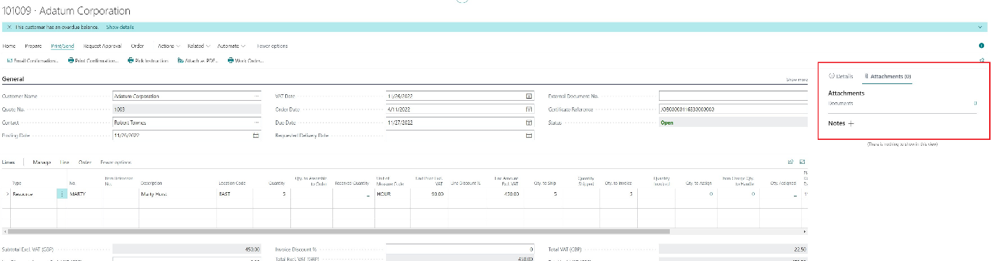 101009 · Adatum Corporation
This customer has an overdue balance. Show details
Home Prepare Print/Send Request Approval Order Actions Related Automate Fewer options
Email Confirmation... Print Confirmation... Pick Instruction Attach as PDF... Work Order...
General Show more
Customer Name Adatum Corporation ...
Quote No. 1003
Contact Robert Townes ...
Posting Date 11/26/2022
VAT Date 11/26/2022
Order Date 4/11/2022
Due Date 11/27/2022
Requested Delivery Date
External Document No.
Certificate Reference
Status Open
Details Attachments (0)
Attachments
Documents 0
Notes +
(There is nothing to show in this view)
Lines Manage Line Order Fewer options
Type No. Item Reference No. Description Location Code Quantity Qty. to Assemble to Order Reserved Quantity Unit of Measure Code Unit Price Excl. VAT Line Discount % Line Amount Excl. VAT Qty. to Ship Quantity Shipped Qty. to Invoice Quantity Invoiced Qty. to Assign Item Charge Qty. to Handle Qty. Assigned
Resource MARTY Marty Horst EAST 5 _ HOUR 90.00 450.00 5 5 0 0 _
Subtotal Excl. VAT (GBP) 450.00
Invoice Discount % 0
Total VAT (GBP) 22.50
Total Excl. VAT (GBP) 450.00